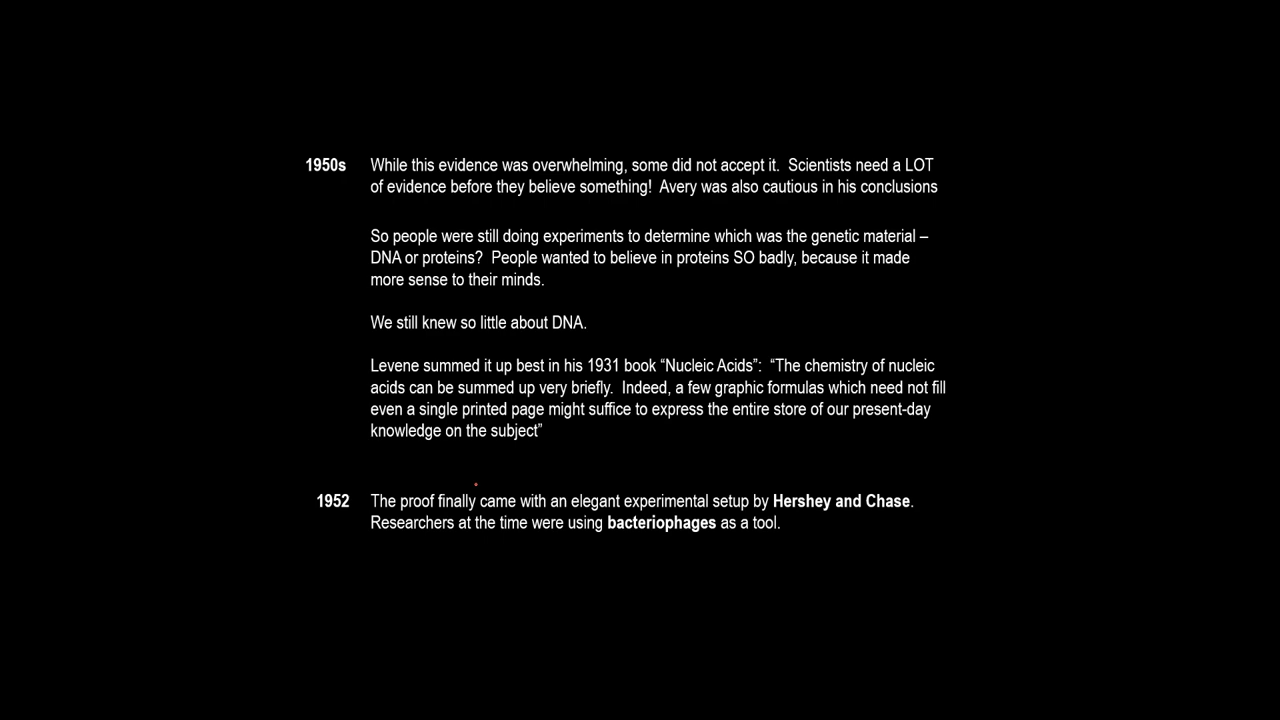 1950s While this evidence was overwhelming, some did not accept it. Scientists need a LOT
of evidence before they believe something! Avery was also cautious in his conclusions
So people were still doing experiments to determine which was the genetic material –
DNA or proteins? People wanted to believe in proteins SO badly, because it made
more sense to their minds.
We still knew so little about DNA.
Levene summed it up best in his 1931 book “Nucleic Acids”: “The chemistry of nucleic
acids can be summed up very briefly. Indeed, a few graphic formulas which need not fill
even a single printed page might suffice to express the entire store of our present-day
knowledge on the subject”
1952 The proof finally came with an elegant experimental setup by Hershey and Chase.
Researchers at the time were using bacteriophages as a tool.